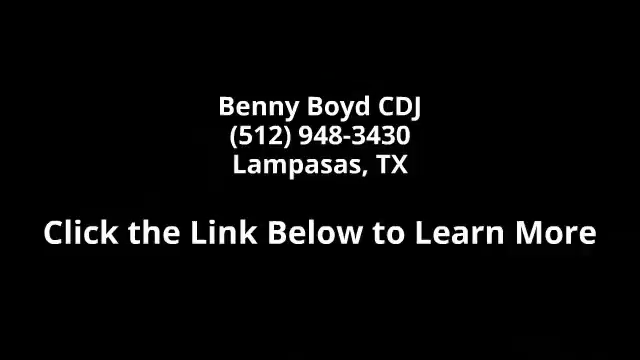 Benny Boyd CDJ
(512) 948-3430
Lampasas, TX
Click the Link Below to Learn More